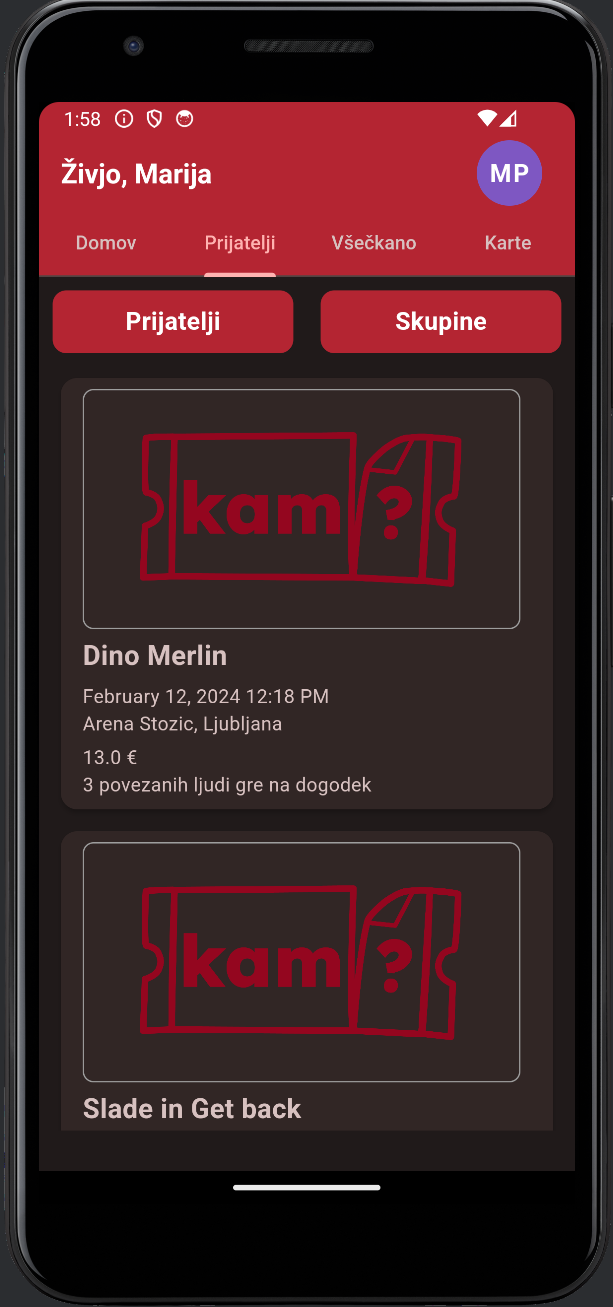 1:58
Živjo, Marija
MP
Domov Prijatelji Všečkano Karte
Prijatelji Skupine
kam ?
Dino Merlin
February 12, 2024 12:18 PM
Arena Stozic, Ljubljana
13.0 €
3 povezanih ljudi gre na dogodek
kam ?
Slade in Get back